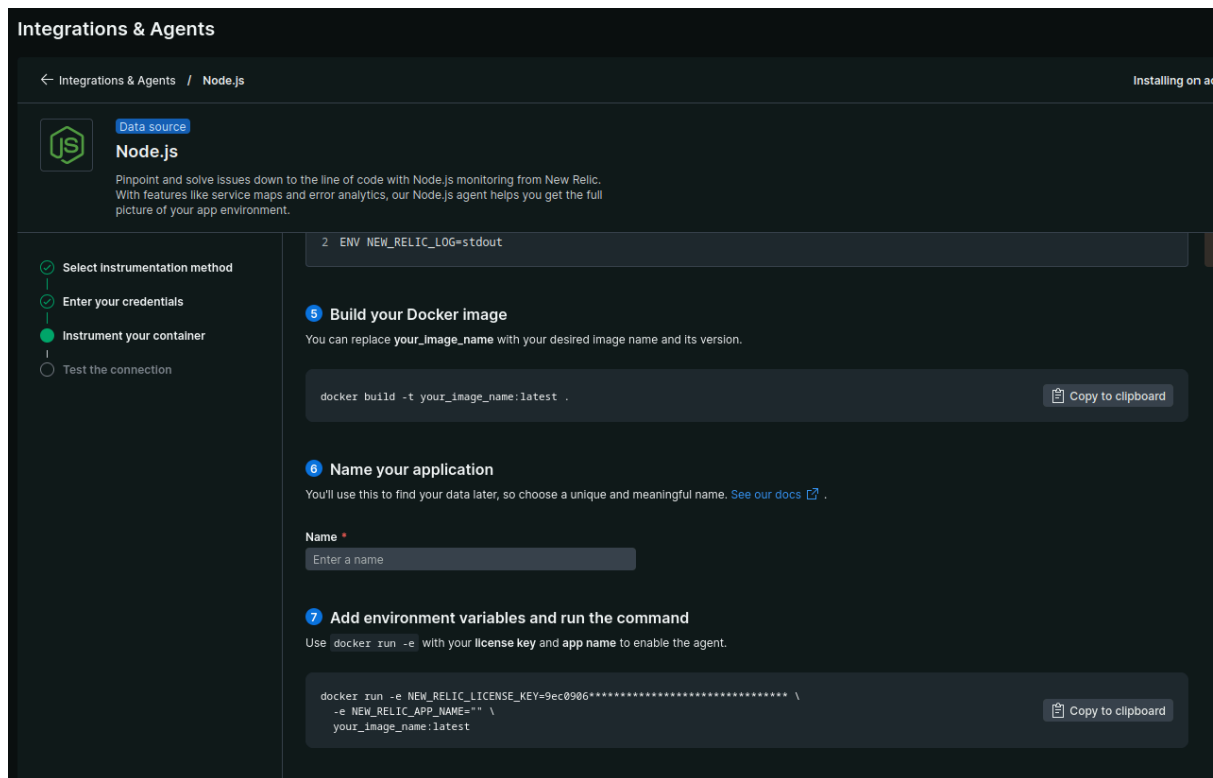 Integrations & Agents
Integrations & Agents / Node.js
Installing on
Data source
Node.js
Pinpoint and solve issues down to the line of code with Node.js monitoring from New Relic.
With features like service maps and error analytics, our Node.js agent helps you get the full
picture of your app environment.
Select instrumentation method
Enter your credentials
Instrument your container
Test the connection
2 ENV NEW_RELIC_LOG=stdout
5 Build your Docker image
You can replace your_image_name with your desired image name and its version.
docker build -t your_image_name:latest .
Copy to clipboard
6 Name your application
You'll use this to find your data later, so choose a unique and meaningful name. See our docs .
Name *
Enter a name
7 Add environment variables and run the command
Use docker run -e with your license key and app name to enable the agent.
docker run -e NEW_RELIC_LICENSE_KEY=9ec0906********************************* \
-e NEW_RELIC_APP_NAME="" \
your_image_name:latest
Copy to clipboard